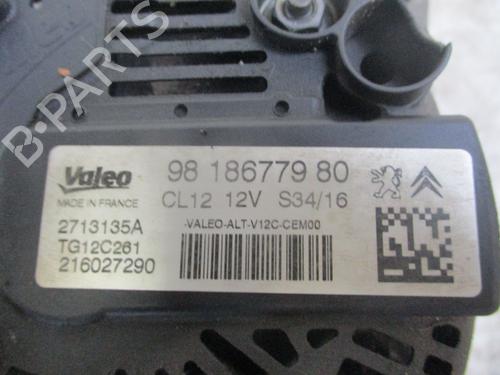 B-PARTS
Valeo
MADE IN FRANCE
98 186779 80
CL12 12V S34/16
2713135A
TG12C261
216027290
-VALEO-ALT-V12C-CEM00